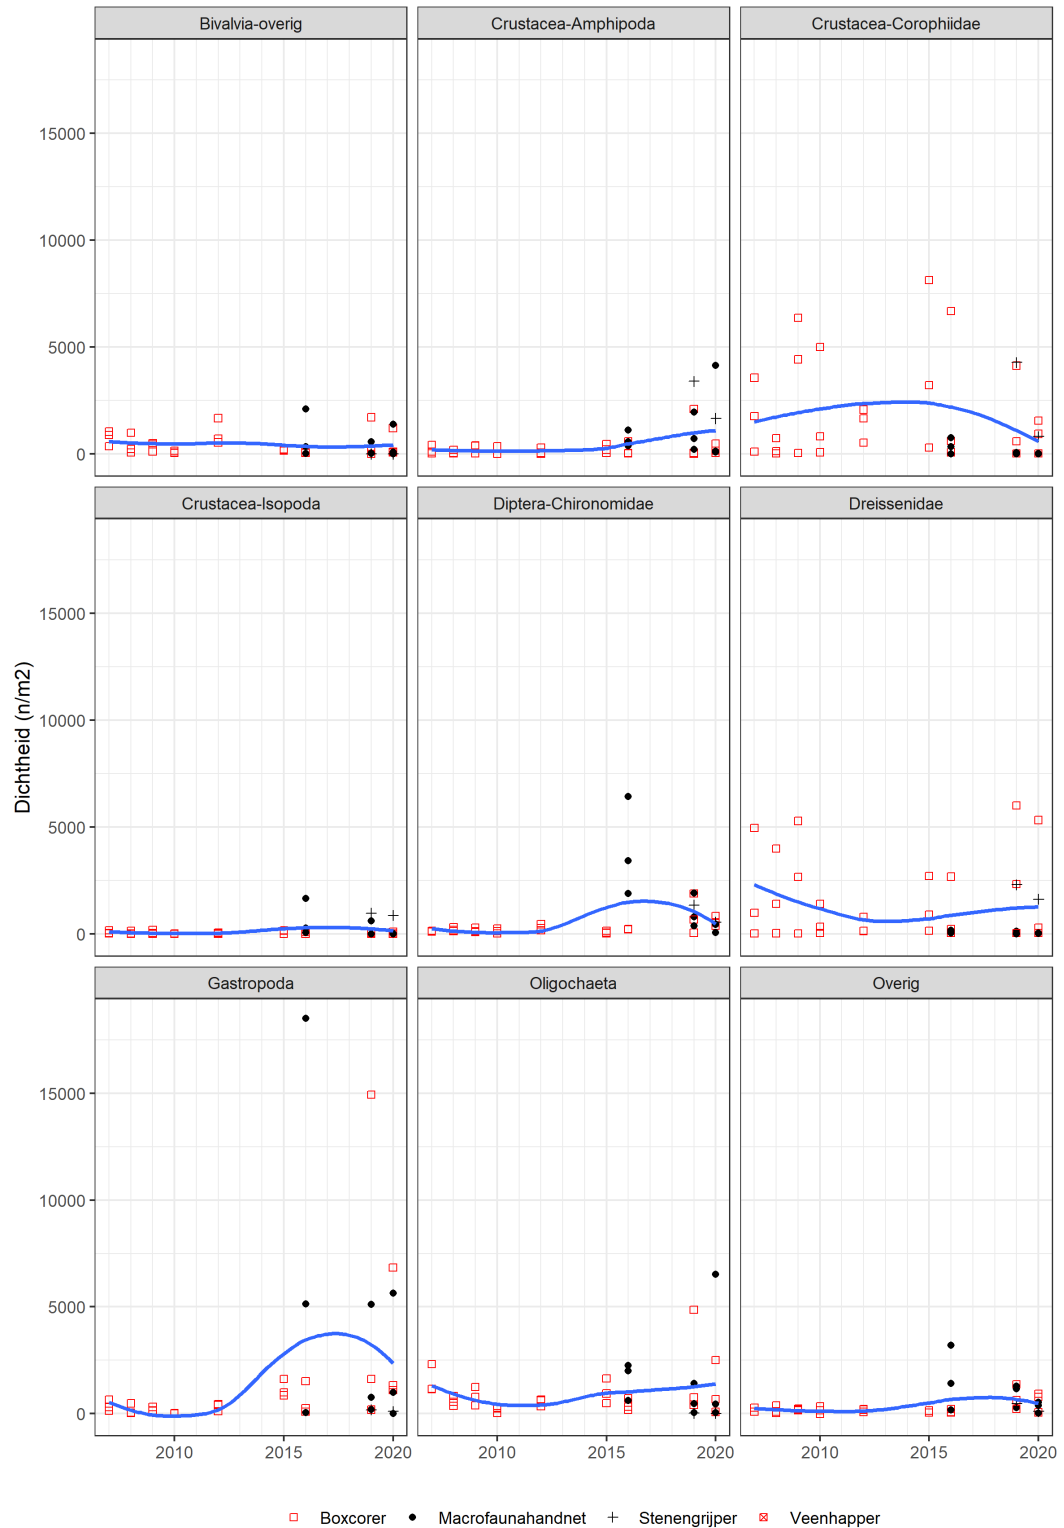 Bivalvia-overig Crustacea-Amphipoda Crustacea-Corophiidae
15000
10000
5000
0
Crustacea-Isopoda Diptera-Chironomidae Dreissenidae
15000
10000
5000
0
Dichtheid (n/m2)
Gastropoda Oligochaeta Overig
15000
10000
5000
0
2010 2015 2020 2010 2015 2020 2010 2015 2020
Boxcorer Macrofaunahandnet Stenengrijper Veenhapper